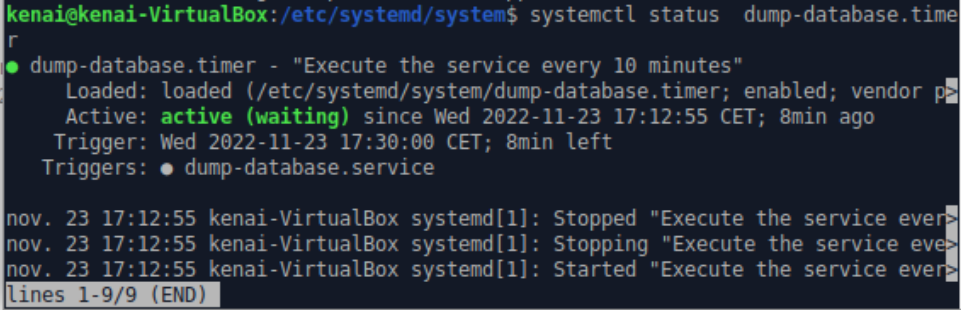 kenai@kenai-VirtualBox:/etc/systemd/system$ systemctl status  dump-database.time
r
● dump-database.timer - "Execute the service every 10 minutes"
     Loaded: loaded (/etc/systemd/system/dump-database.timer; enabled; vendor p>
     Active: active (waiting) since Wed 2022-11-23 17:12:55 CET; 8min ago
    Trigger: Wed 2022-11-23 17:30:00 CET; 8min left
   Triggers: ● dump-database.service

nov. 23 17:12:55 kenai-VirtualBox systemd[1]: Stopped "Execute the service ever>
nov. 23 17:12:55 kenai-VirtualBox systemd[1]: Stopping "Execute the service eve>
nov. 23 17:12:55 kenai-VirtualBox systemd[1]: Started "Execute the service ever>
lines 1-9/9 (END)